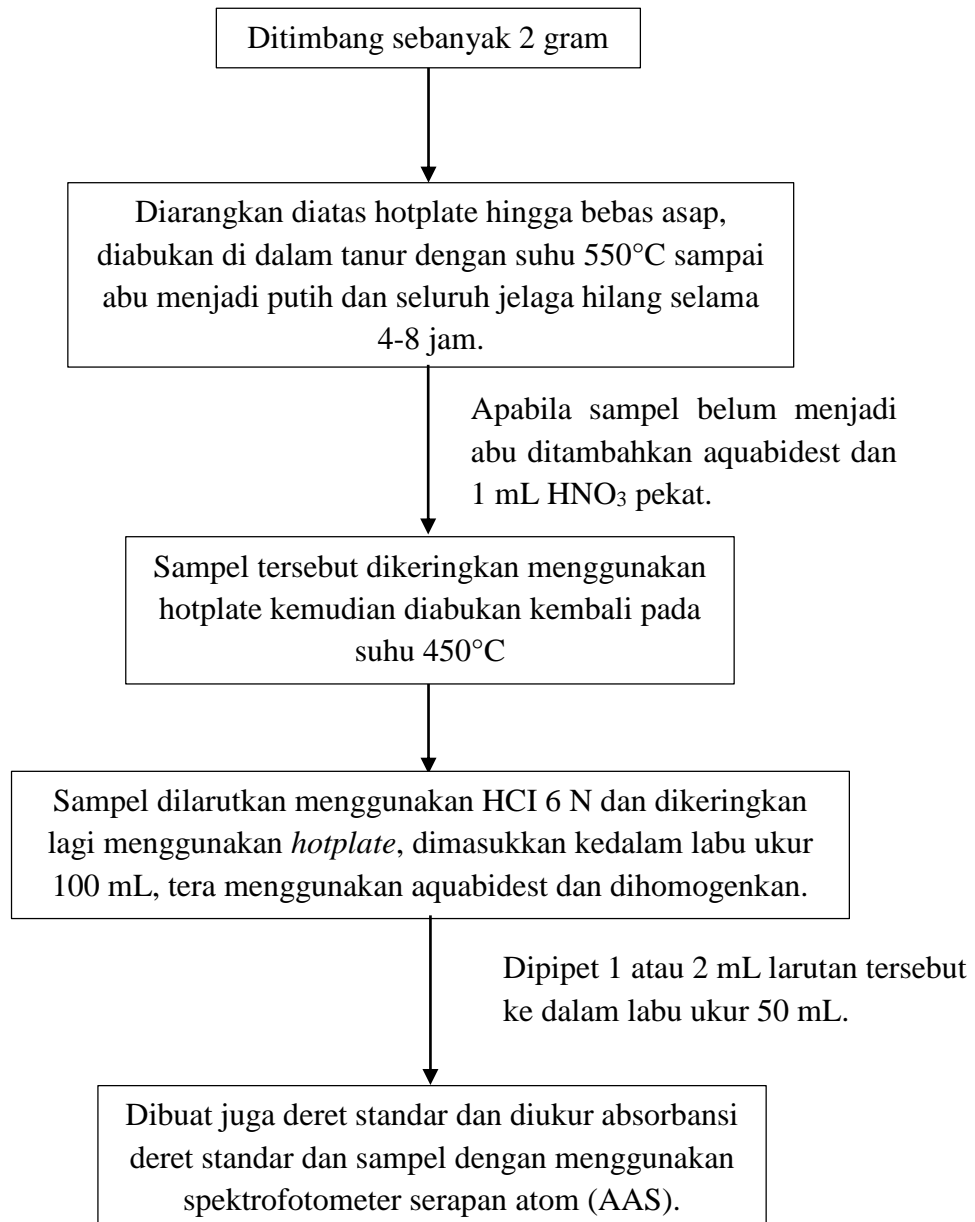 Ditimbang sebanyak 2 gram
Diarangkan diatas hotplate hingga bebas asap,
diabukan di dalam tanur dengan suhu 550°C sampai
abu menjadi putih dan seluruh jelaga hilang selama
4-8 jam.
Apabila sampel belum menjadi
abu ditambahkan aquabidest dan
1 mL HNO₃ pekat.
Sampel tersebut dikeringkan menggunakan
hotplate kemudian diabukan kembali pada
suhu 450°C
Sampel dilarutkan menggunakan HCI 6 N dan dikeringkan
lagi menggunakan hotplate, dimasukkan kedalam labu ukur
100 mL, tera menggunakan aquabidest dan dihomogenkan.
Dipipet 1 atau 2 mL larutan tersebut
ke dalam labu ukur 50 mL.
Dibuat juga deret standar dan diukur absorbansi
deret standar dan sampel dengan menggunakan
spektrofotometer serapan atom (AAS).